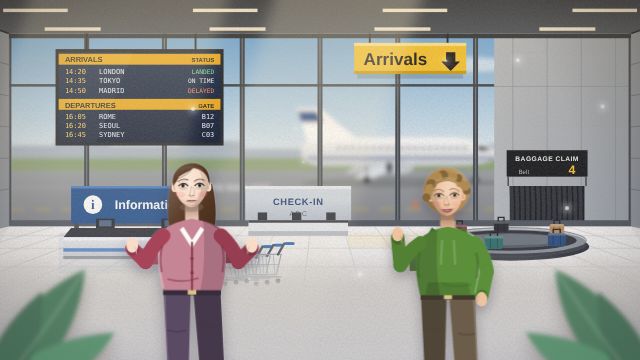 ARRIVALS STATUS
14:20 LONDON LANDED
14:35 TOKYO ON TIME
14:50 MADRID DELAYED
DEPARTURES GATE
16:05 ROME B12
16:20 SEOUL B07
16:45 SYDNEY C03
Arrivals
BAGGAGE CLAIM
Belt 4
i Informati
CHECK-IN